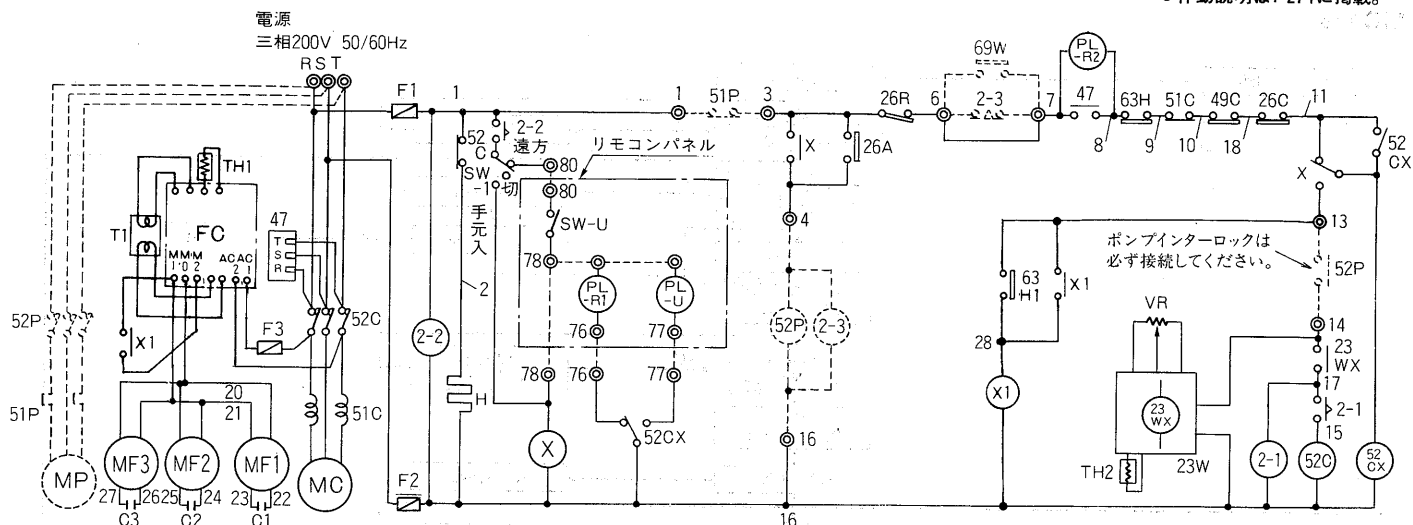 電源
三相200V 50/60Hz
R S T
F1
1
1
51P
3
26R
69W
6
2-3
7
PL
-R2
47
63H
51C
49C
26C
11
8
9
10
18
52
CX
X
52
C
2-2
遠方
SW
-1
切
手元入
リモコンパネル
80
80
SW-U
78
PL
-R1
PL
-U
76
77
78
76
77
X
26A
4
52P
2-3
16
16
TH1
T1
FC
M
1
M
0
M
2
AC
2
AC
1
47
T
S
R
52P
X1
F3
52C
2-2
2
H
52CX
X
F2
51C
51P
20
21
MP
MF3
MF2
MF1
MC
27
26
25
24
23
22
C3
C2
C1
13
ポンプインターロックは
必ず接続してください。
52P
63
H1
X1
VR
14
28
23
WX
17
X1
23
WX
2-1
15
TH2
23W
2-1
52C
52
CX